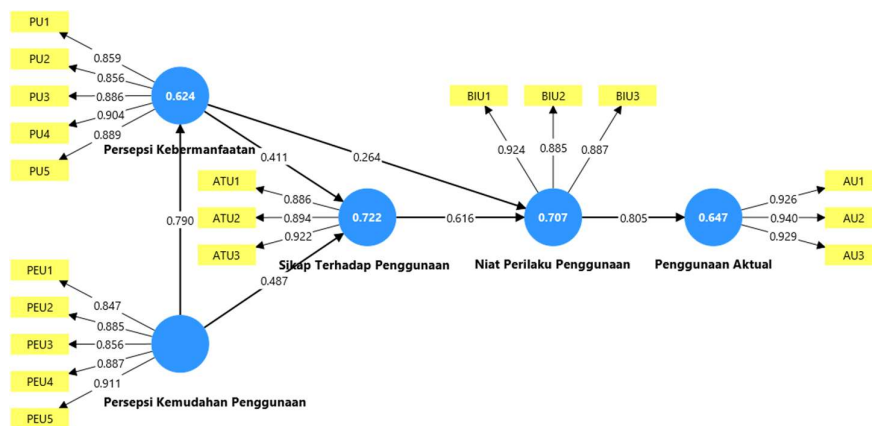 PU1
0.859
PU2
0.856
PU3
0.886
PU4
0.904
PU5
0.889
0.624
Persepsi Kebermanfaatan
0.790
0.411
0.264
BIU1
BIU2
BIU3
0.924
0.885
0.887
ATU1
0.886
ATU2
0.894
ATU3
0.922
0.722
Sikap Terhadap Penggunaan
0.616
0.707
Niat Perilaku Penggunaan
0.805
0.647
Penggunaan Aktual
0.926
AU1
0.940
AU2
0.929
AU3
0.487
PEU1
0.847
PEU2
0.885
PEU3
0.856
PEU4
0.887
PEU5
0.911
Persepsi Kemudahan Penggunaan